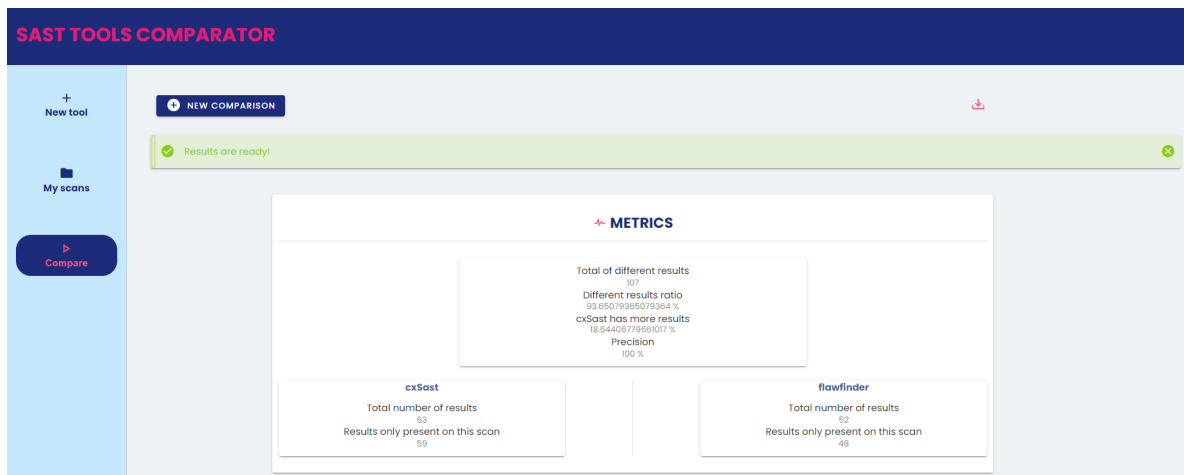 SAST TOOLS COMPARATOR
New tool
My scans
Compare
NEW COMPARISON
Results are ready!
METRICS
Total of different results
107
Different results ratio
93.65079365079364 %
cxSast has more results
18.64406779661017 %
Precision
100 %
cxSast
Total number of results
63
Results only present on this scan
59
flawfinder
Total number of results
52
Results only present on this scan
48